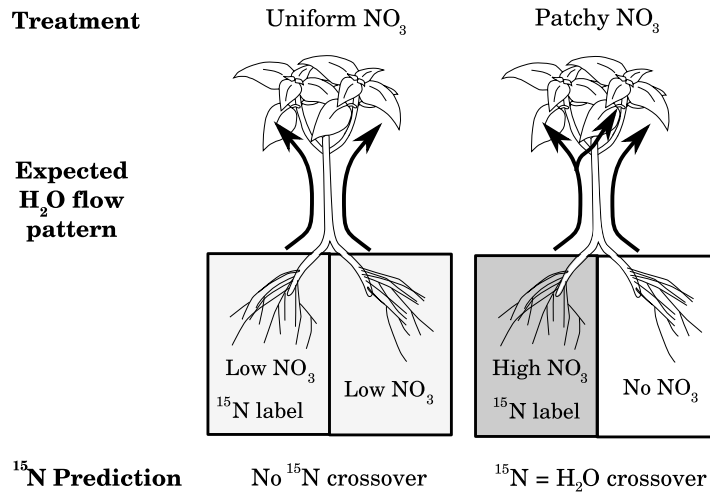 Treatment
Uniform NO₃
Patchy NO₃
Expected
H₂O flow
pattern
Low NO₃
¹⁵N label
Low NO₃
High NO₃
¹⁵N label
No NO₃
¹⁵N Prediction
No ¹⁵N crossover
¹⁵N = H₂O crossover